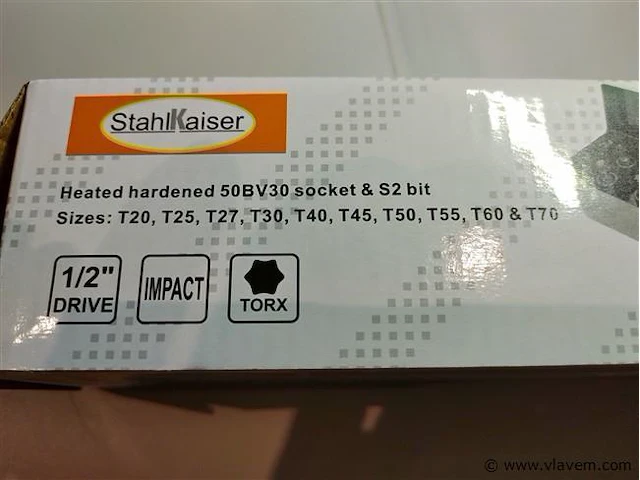 StahlKaiser
Heated hardened 50BV30 socket & S2 bit
Sizes: T20, T25, T27, T30, T40, T45, T50, T55, T60 & T70
1/2"
DRIVE
IMPACT
TORX
© www.vlavem.com